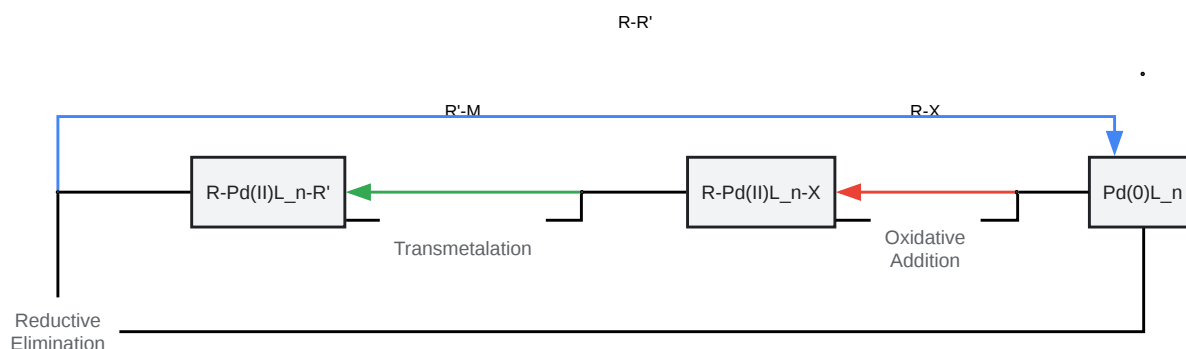 R-R'
R'-M
R-X
R-Pd(II)L_n-R'
R-Pd(II)L_n-X
Pd(0)L_n
Transmetalation
Oxidative
Addition
Reductive
Elimination